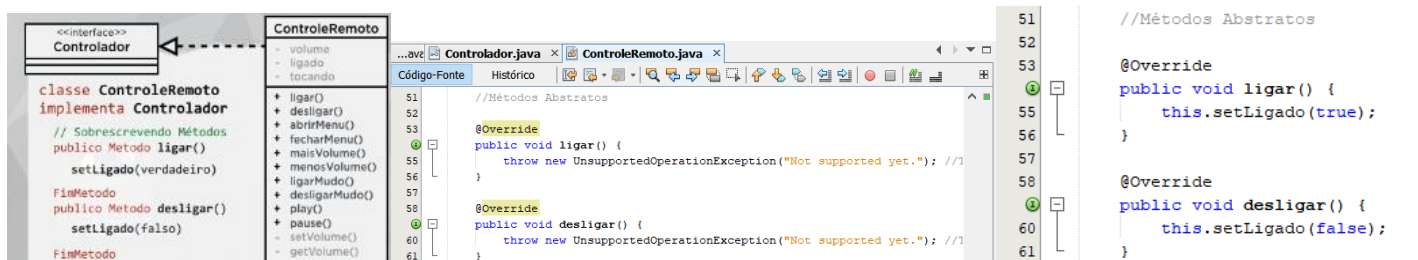 <<interface>>
Controlador
classe ControleRemoto
implementa Controlador
// Sobrescrevendo Métodos
publico Metodo ligar()
setLigado(verdadeiro)
FimMetodo
publico Metodo desligar()
setLigado(falso)
FimMetodo
ControleRemoto
- volume
- ligado
- tocando
+ ligar()
+ desligar()
+ abrirMenu()
+ fecharMenu()
+ maisVolume()
+ menosVolume()
+ ligarMudo()
+ desligarMudo()
+ play()
+ pause()
- setVolume()
- getVolume()
...ava Controlador.java × ControleRemoto.java ×
Código-Fonte Histórico
51 //Métodos Abstratos
52
53 @Override
public void ligar() {
55 throw new UnsupportedOperationException("Not supported yet."); //T
56 }
57
58 @Override
public void desligar() {
60 throw new UnsupportedOperationException("Not supported yet."); //T
61 }
51 //Métodos Abstratos
52
53 @Override
public void ligar() {
55 this.setLigado(true);
56 }
57
58 @Override
public void desligar() {
60 this.setLigado(false);
61 }